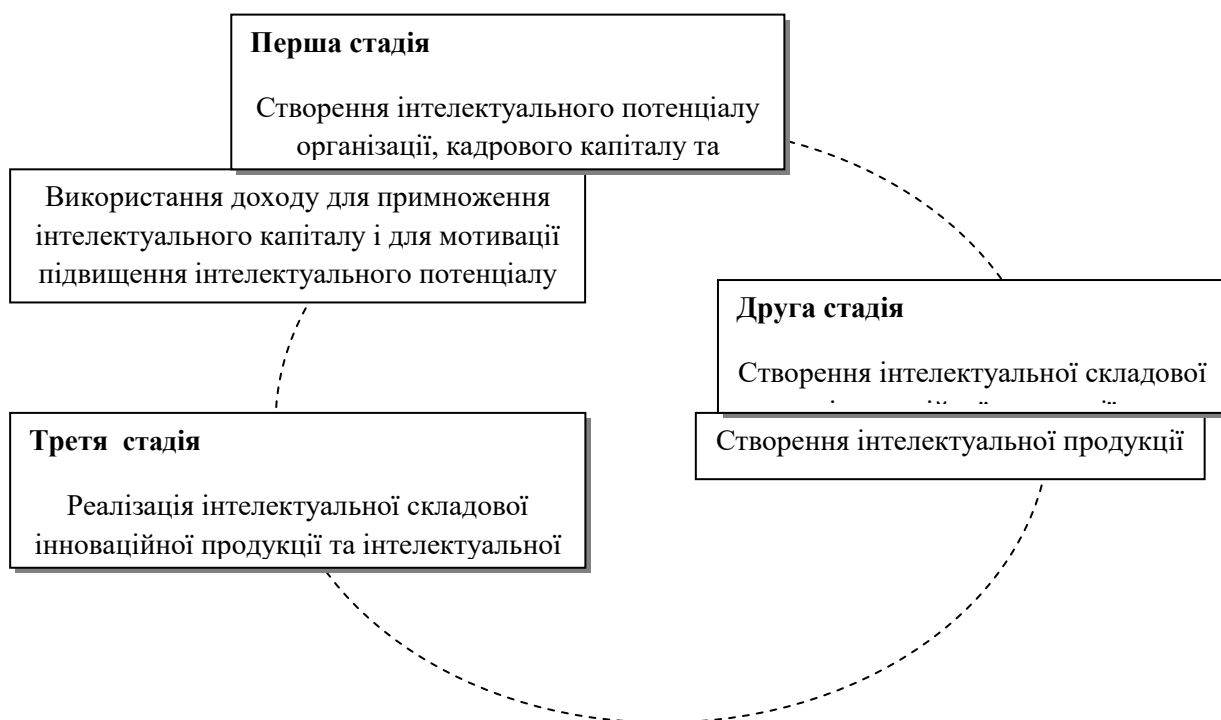 Перша стадія
Створення інтелектуального потенціалу
організації, кадрового капіталу та
Використання доходу для примноження
інтелектуального капіталу і для мотивації
підвищення інтелектуального потенціалу
Друга стадія
Створення інтелектуальної складової
Створення інтелектуальної продукції
Третя стадія
Реалізація інтелектуальної складової
інноваційної продукції та інтелектуальної